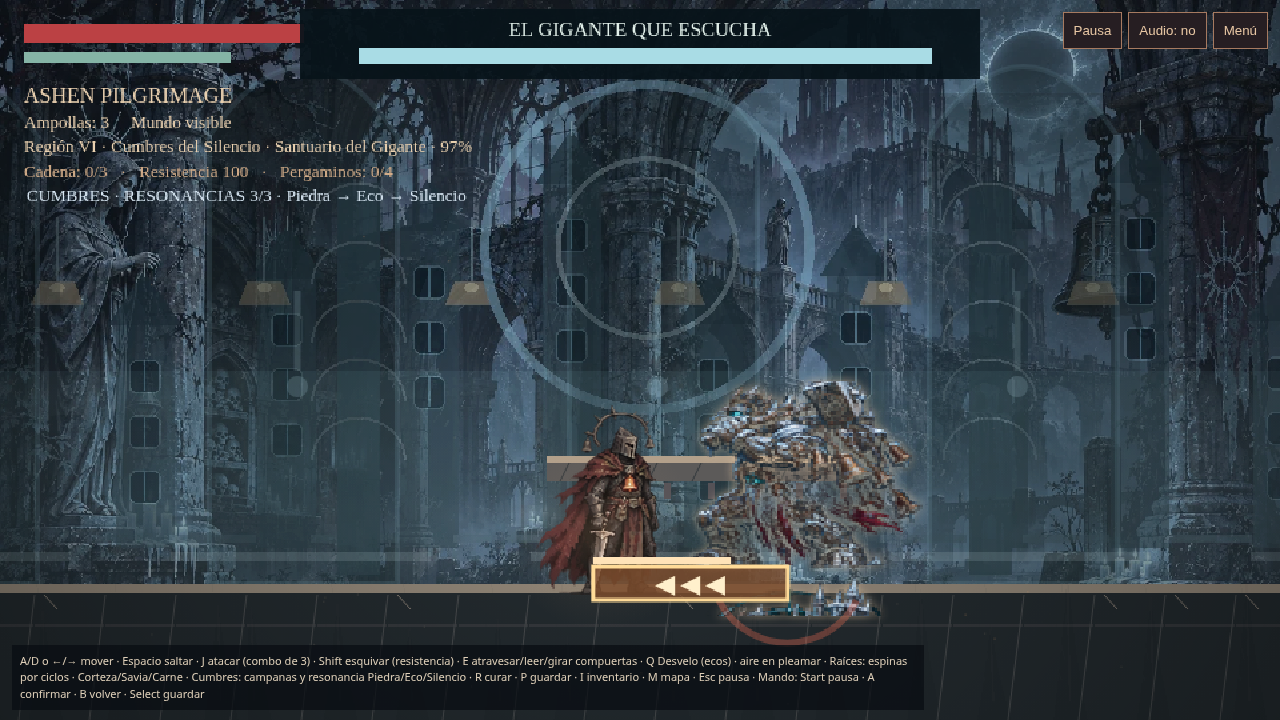 EL GIGANTE QUE ESCUCHA
Pausa
Audio: no
Menú
ASHEN PILGRIMAGE
Ampollas: 3 Mundo visible
Región VI · Cumbres del Silencio · Santuario del Gigante · 97%
Cadena: 0/3 · Resistencia 100 · Pergaminos: 0/4
CUMBRES · RESONANCIAS 3/3 · Piedra → Eco → Silencio
A/D o ←/→ mover · Espacio saltar · J atacar (combo de 3) · Shift esquivar (resistencia) · E atravesar/leer/girar compuertas · Q Desvelo (ecos) · aire en pleamar · Raíces: espinas
por ciclos · Corteza/Savia/Carne · Cumbres: campanas y resonancia Piedra/Eco/Silencio · R curar · P guardar · I inventario · M mapa · Esc pausa · Mando: Start pausa · A
confirmar · B volver · Select guardar